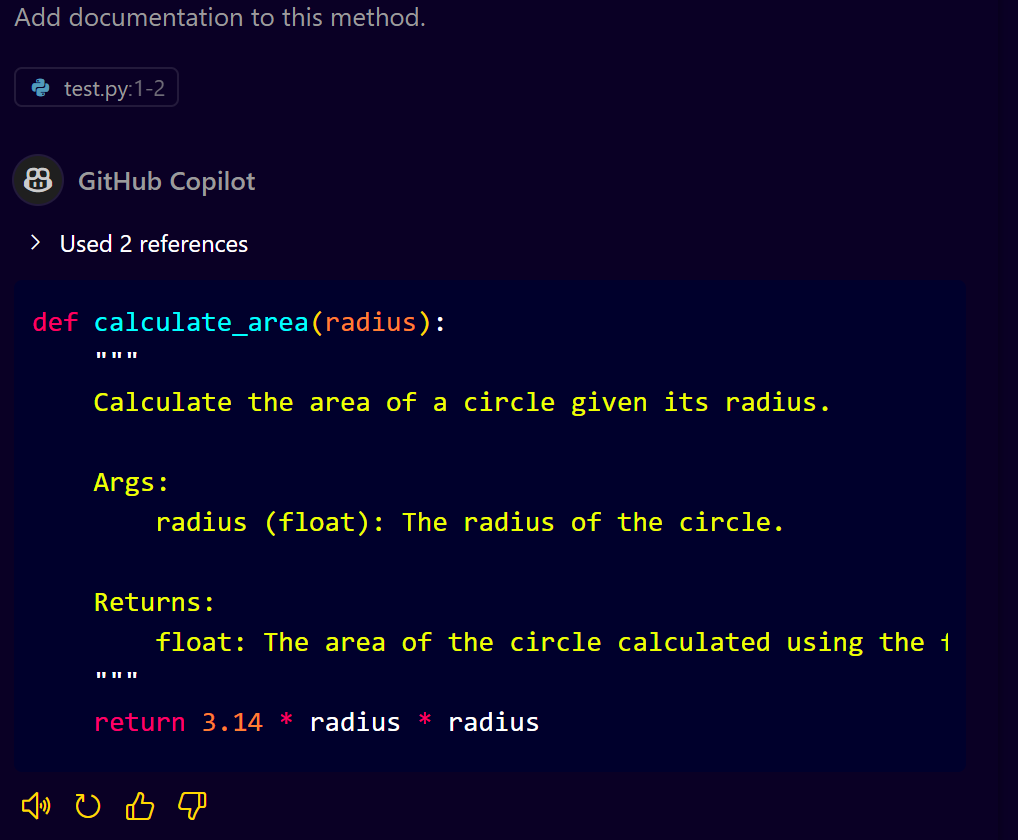 Add documentation to this method.
test.py:1-2
GitHub Copilot
Used 2 references
def calculate_area(radius):
"""
Calculate the area of a circle given its radius.
Args:
radius (float): The radius of the circle.
Returns:
float: The area of the circle calculated using the
"""
return 3.14 * radius * radius